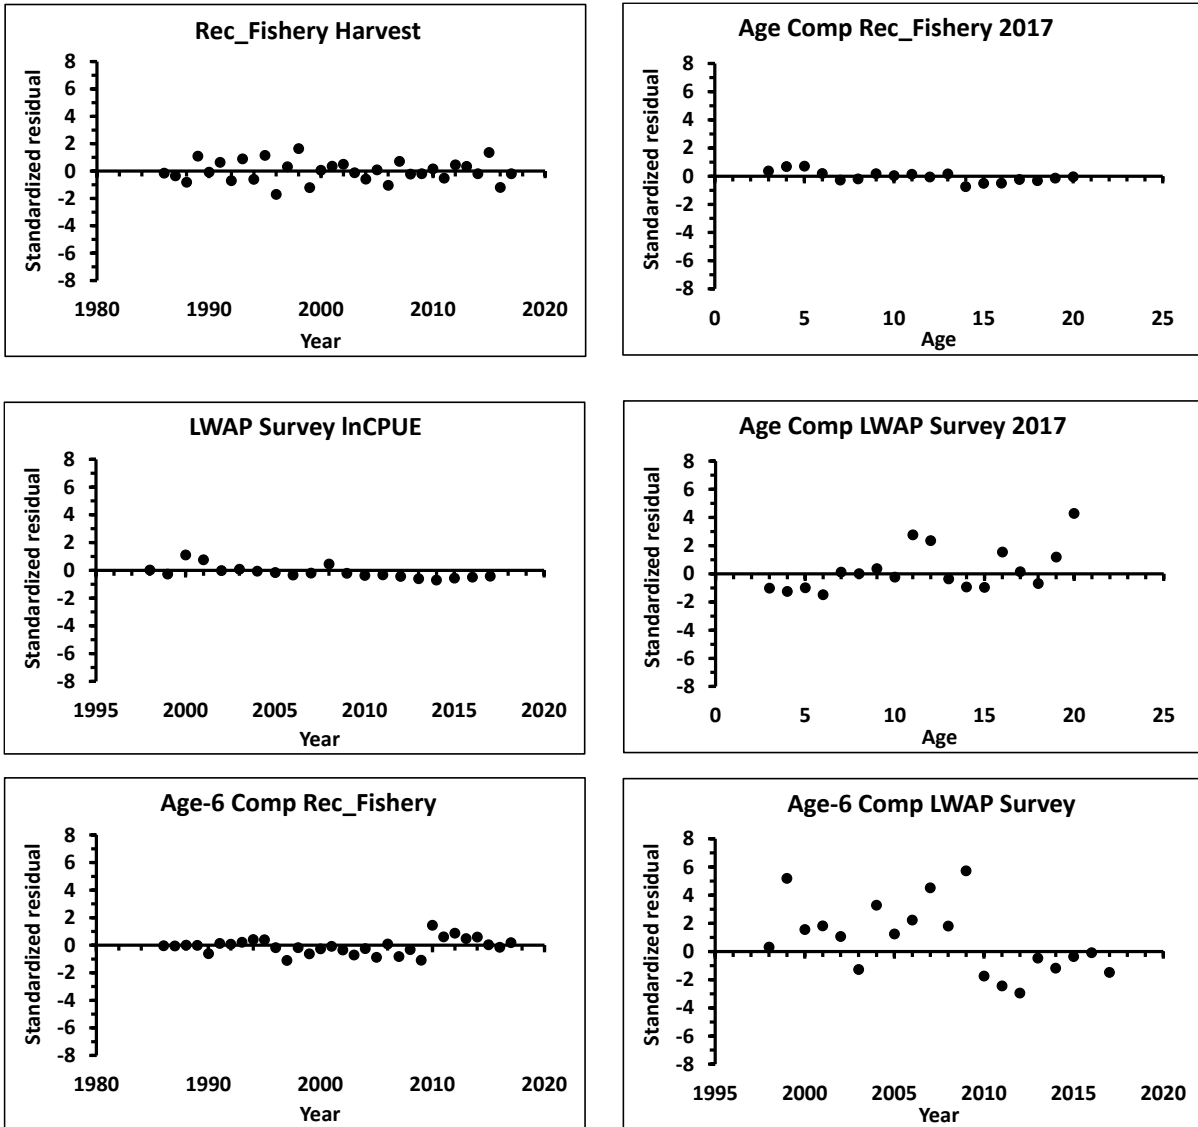 Rec_Fishery Harvest
Standardized residual
8
6
4
2
0
-2
-4
-6
-8
1980 1990 2000 2010 2020
Year
Age Comp Rec_Fishery 2017
Standardized residual
8
6
4
2
0
-2
-4
-6
-8
0 5 10 15 20 25
Age
LWAP Survey lnCPUE
Standardized residual
8
6
4
2
0
-2
-4
-6
-8
1995 2000 2005 2010 2015 2020
Year
Age Comp LWAP Survey 2017
Standardized residual
8
6
4
2
0
-2
-4
-6
-8
0 5 10 15 20 25
Age
Age-6 Comp Rec_Fishery
Standardized residual
8
6
4
2
0
-2
-4
-6
-8
1980 1990 2000 2010 2020
Year
Age-6 Comp LWAP Survey
Standardized residual
8
6
4
2
0
-2
-4
-6
-8
1995 2000 2005 2010 2015 2020
Year